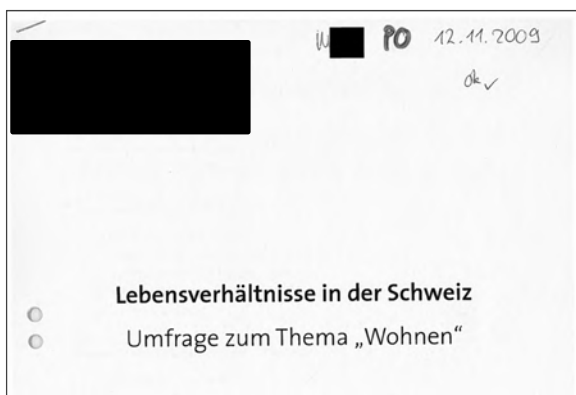 PO 12.11.2009
ok ✓
Lebensverhältnisse in der Schweiz
Umfrage zum Thema „Wohnen“